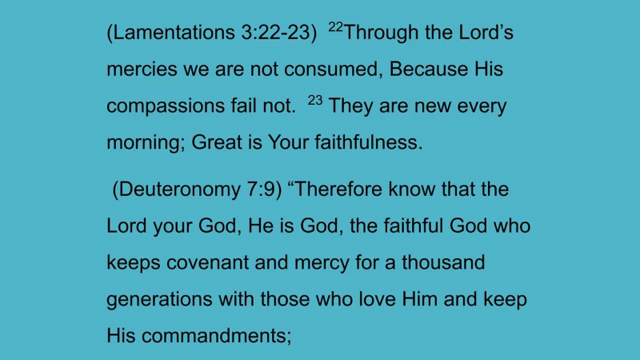 (Lamentations 3:22-23) ²²Through the Lord’s
mercies we are not consumed, Because His
compassions fail not. ²³ They are new every
morning; Great is Your faithfulness.
(Deuteronomy 7:9) “Therefore know that the
Lord your God, He is God, the faithful God who
keeps covenant and mercy for a thousand
generations with those who love Him and keep
His commandments;